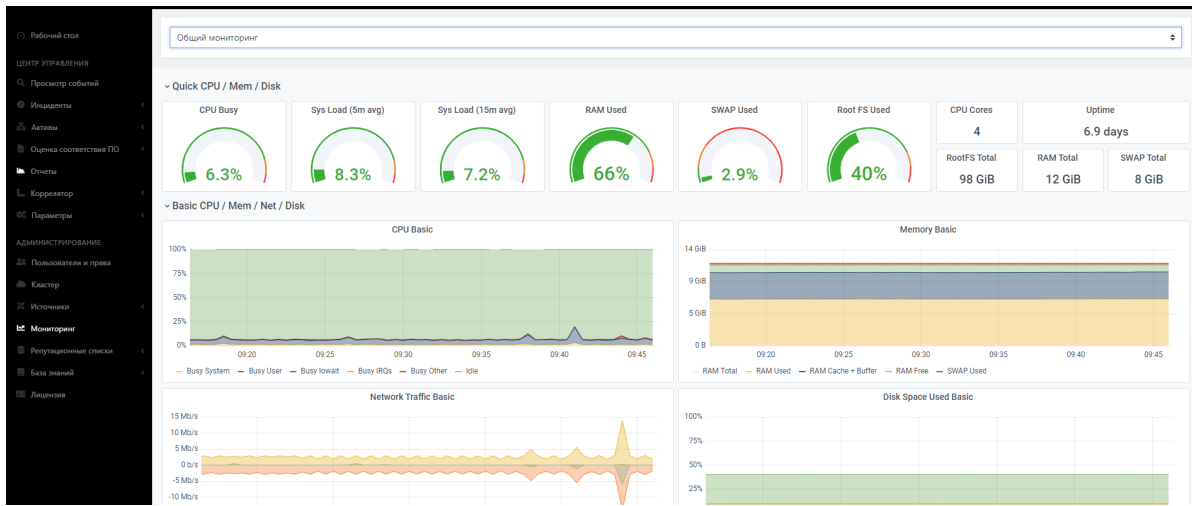 Рабочий стол
ЦЕНТР УПРАВЛЕНИЯ
Просмотр событий
Инциденты
Активы
Оценка соответствия ПО
Отчеты
Коррелятор
Параметры
АДМИНИСТРИРОВАНИЕ
Пользователи и права
Кластер
Источники
Мониторинг
Репутационные списки
База знаний
Лицензия
Общий мониторинг
Quick CPU / Mem / Disk
CPU Busy
6.3%
Sys Load (5m avg)
8.3%
Sys Load (15m avg)
7.2%
RAM Used
66%
SWAP Used
2.9%
Root FS Used
40%
CPU Cores
4
Uptime
6.9 days
RootFS Total
98 GiB
RAM Total
12 GiB
SWAP Total
8 GiB
Basic CPU / Mem / Net / Disk
CPU Basic
100%
75%
50%
25%
0%
09:20 09:25 09:30 09:35 09:40 09:45
Busy System Busy User Busy Iowait Busy IRQs Busy Other Idle
Memory Basic
14 GiB
9 GiB
5 GiB
0 B
09:20 09:25 09:30 09:35 09:40 09:45
RAM Total RAM Used RAM Cache + Buffer RAM Free SWAP Used
Network Traffic Basic
15 Mb/s
10 Mb/s
5 Mb/s
0 b/s
-5 Mb/s
-10 Mb/s
Disk Space Used Basic
100%
75%
50%
25%